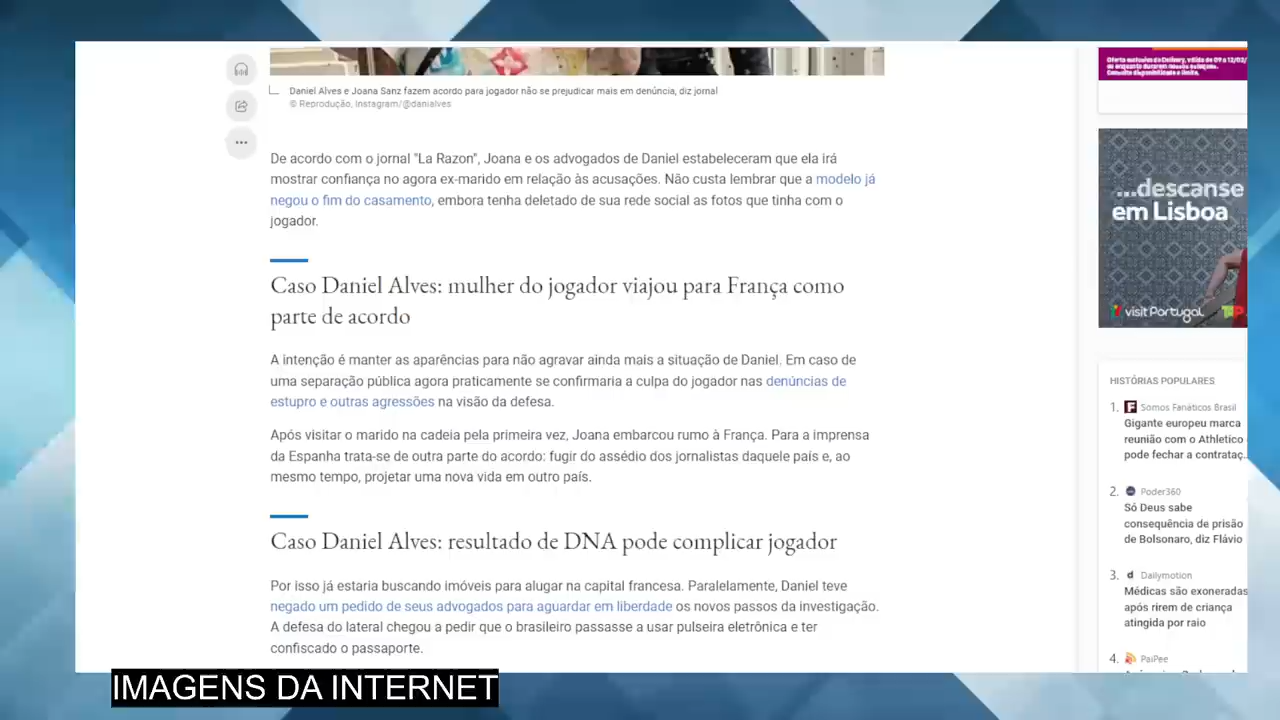 Daniel Alves e Joana Sanz fazem acordo para jogador não se prejudicar mais em denúncia, diz jornal
© Reprodução, Instagram/@danialves
De acordo com o jornal "La Razon", Joana e os advogados de Daniel estabeleceram que ela irá
mostrar confiança no agora ex-marido em relação às acusações. Não custa lembrar que a modelo já
negou o fim do casamento, embora tenha deletado de sua rede social as fotos que tinha com o
jogador.
Caso Daniel Alves: mulher do jogador viajou para França como
parte de acordo
A intenção é manter as aparências para não agravar ainda mais a situação de Daniel. Em caso de
uma separação pública agora praticamente se confirmaria a culpa do jogador nas denúncias de
estupro e outras agressões na visão da defesa.
Após visitar o marido na cadeia pela primeira vez, Joana embarcou rumo à França. Para a imprensa
da Espanha trata-se de outra parte do acordo: fugir do assédio dos jornalistas daquele país e, ao
mesmo tempo, projetar uma nova vida em outro país.
Caso Daniel Alves: resultado de DNA pode complicar jogador
Por isso já estaria buscando imóveis para alugar na capital francesa. Paralelamente, Daniel teve
negado um pedido de seus advogados para aguardar em liberdade os novos passos da investigação.
A defesa do lateral chegou a pedir que o brasileiro passasse a usar pulseira eletrônica e ter
confiscado o passaporte.
...descanse
em Lisboa
visit Portugal
HISTÓRIAS POPULARES
1. Somos Fanáticos Brasil
Gigante europeu marca
reunião com o Athletico
pode fechar a contrataç...
2. Poder360
Só Deus sabe
consequência de prisão
de Bolsonaro, diz Flávio
3. d Dailymotion
Médicas são exoneradas
após rirem de criança
atingida por raio
4. PaiPee
IMAGENS DA INTERNET